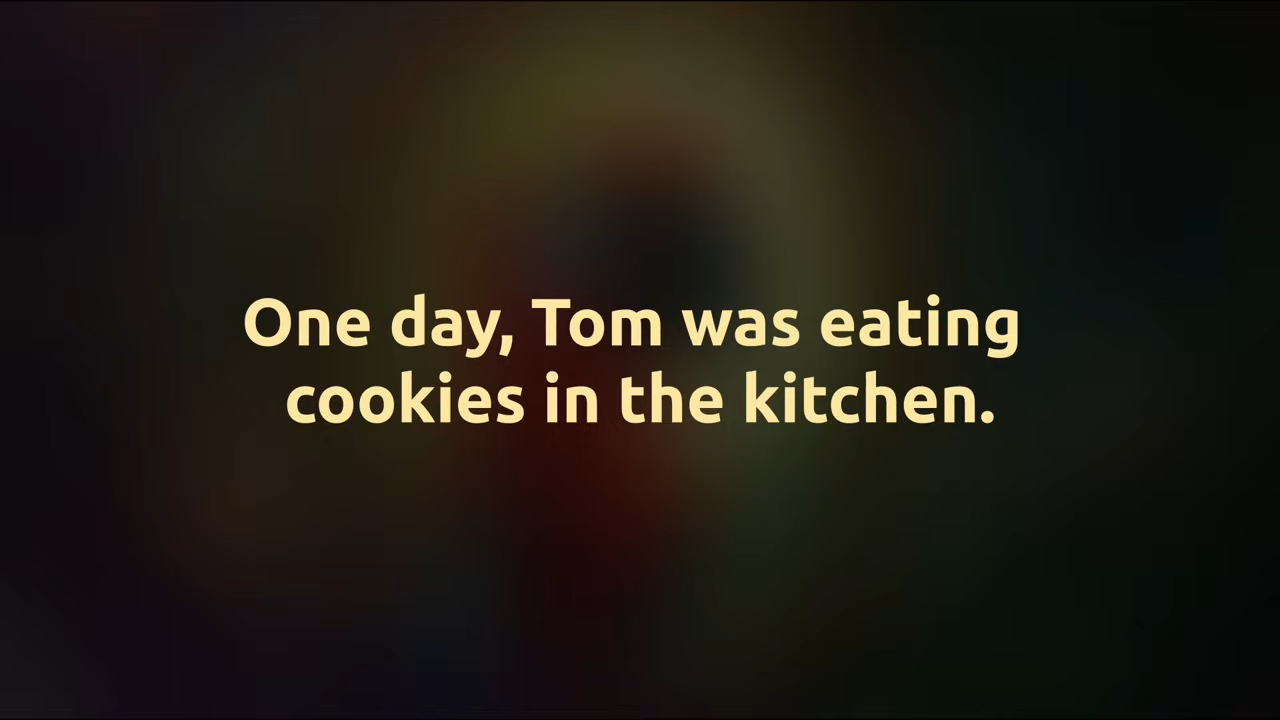 One day, Tom was eating
cookies in the kitchen.